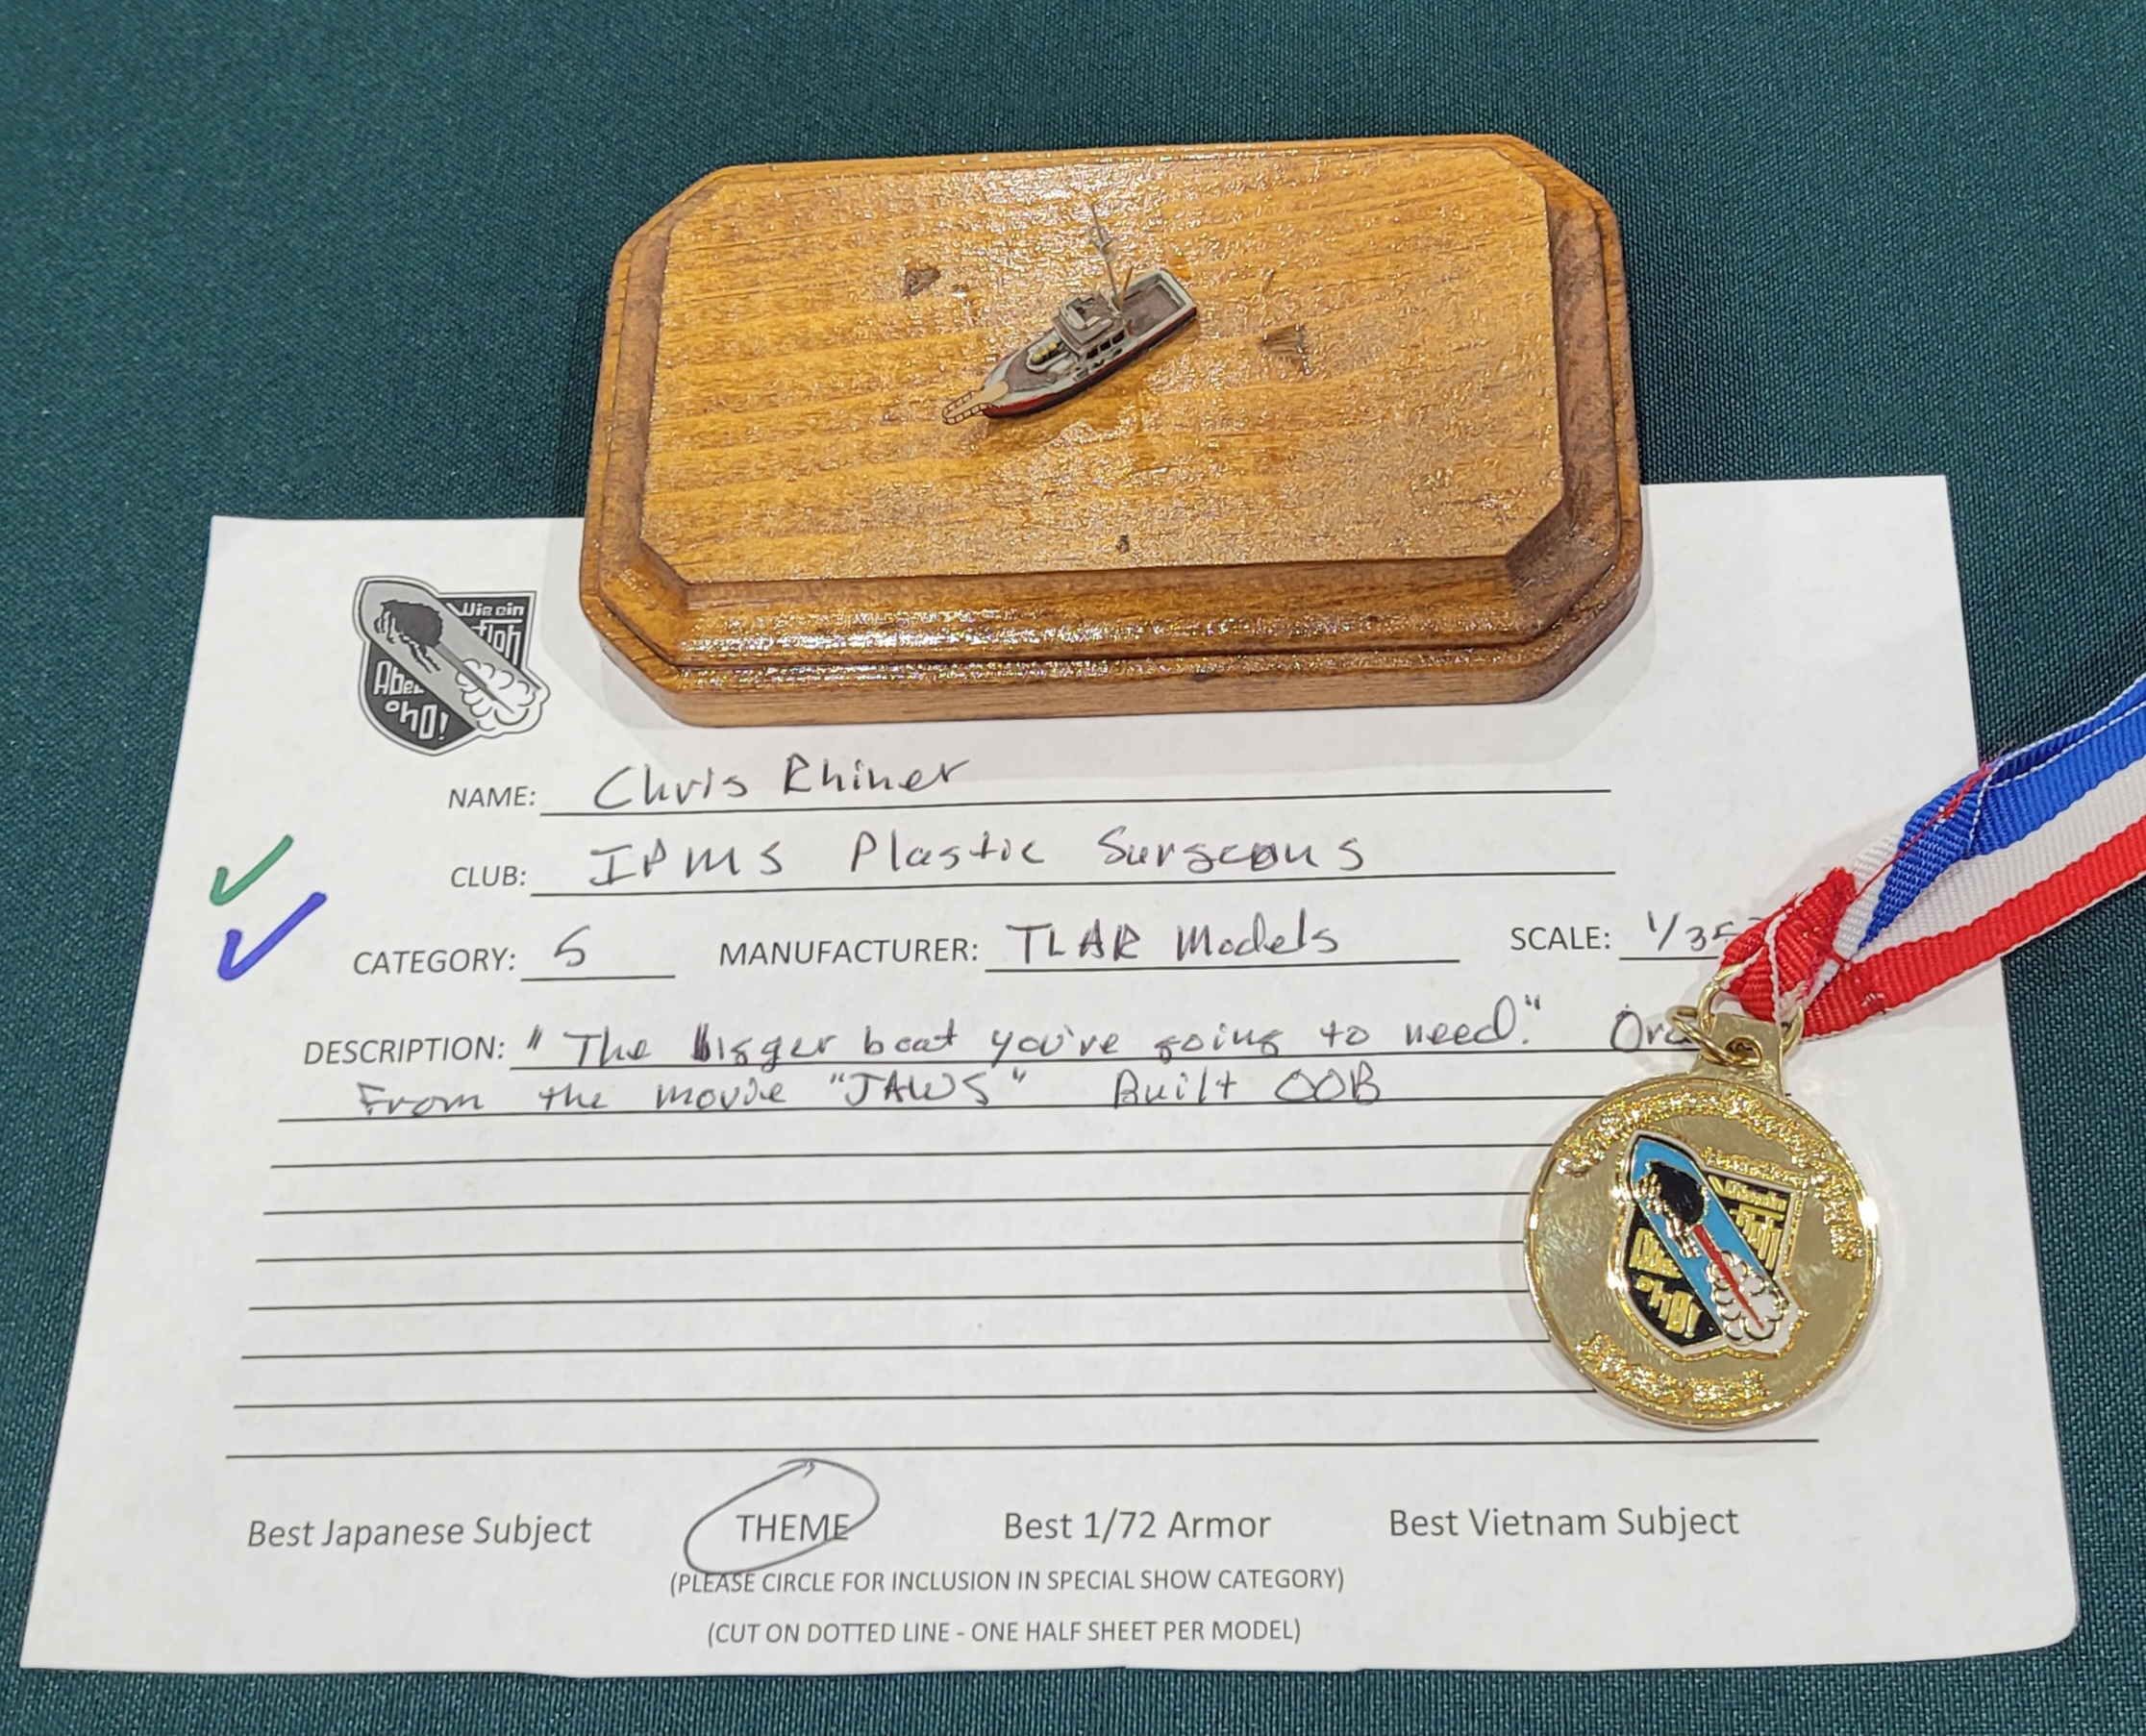 Wie ein
floh
Abe
oho!
NAME: Chris Rhiner
CLUB: IPMS Plastic Surgeons
CATEGORY: 5 MANUFACTURER: TLAR Models SCALE: 1/35
DESCRIPTION: "The bigger boat you're going to need."
From the movie "JAWS" Built OOB
Best Japanese Subject THEME Best 1/72 Armor Best Vietnam Subject
(PLEASE CIRCLE FOR INCLUSION IN SPECIAL SHOW CATEGORY)
(CUT ON DOTTED LINE - ONE HALF SHEET PER MODEL)